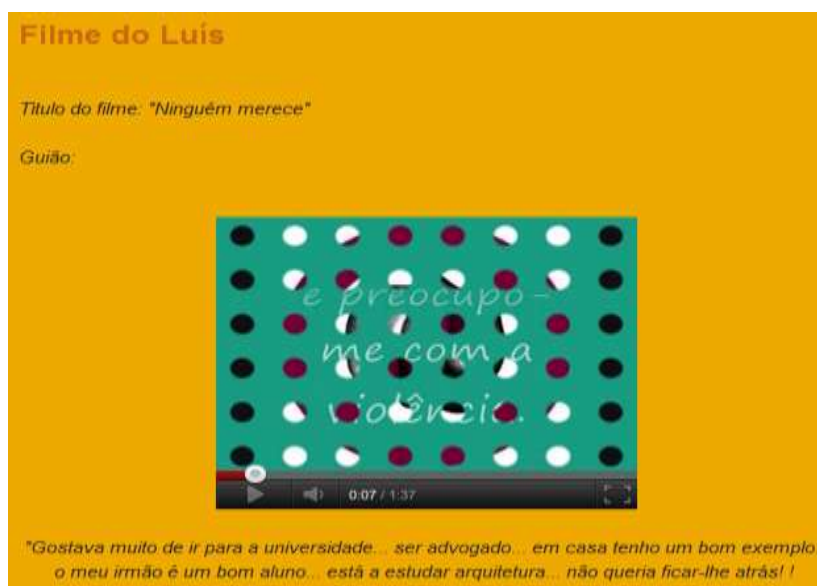 Filme do Luís
Título do filme: "Ninguém merece"
Guião:
e preocupo-
me com a
violência.
0:07 / 1:37
"Gostava muito de ir para a universidade... ser advogado... em casa tenho um bom exemplo
o meu irmão é um bom aluno... está a estudar arquitetura... não queria ficar-lhe atrás! !